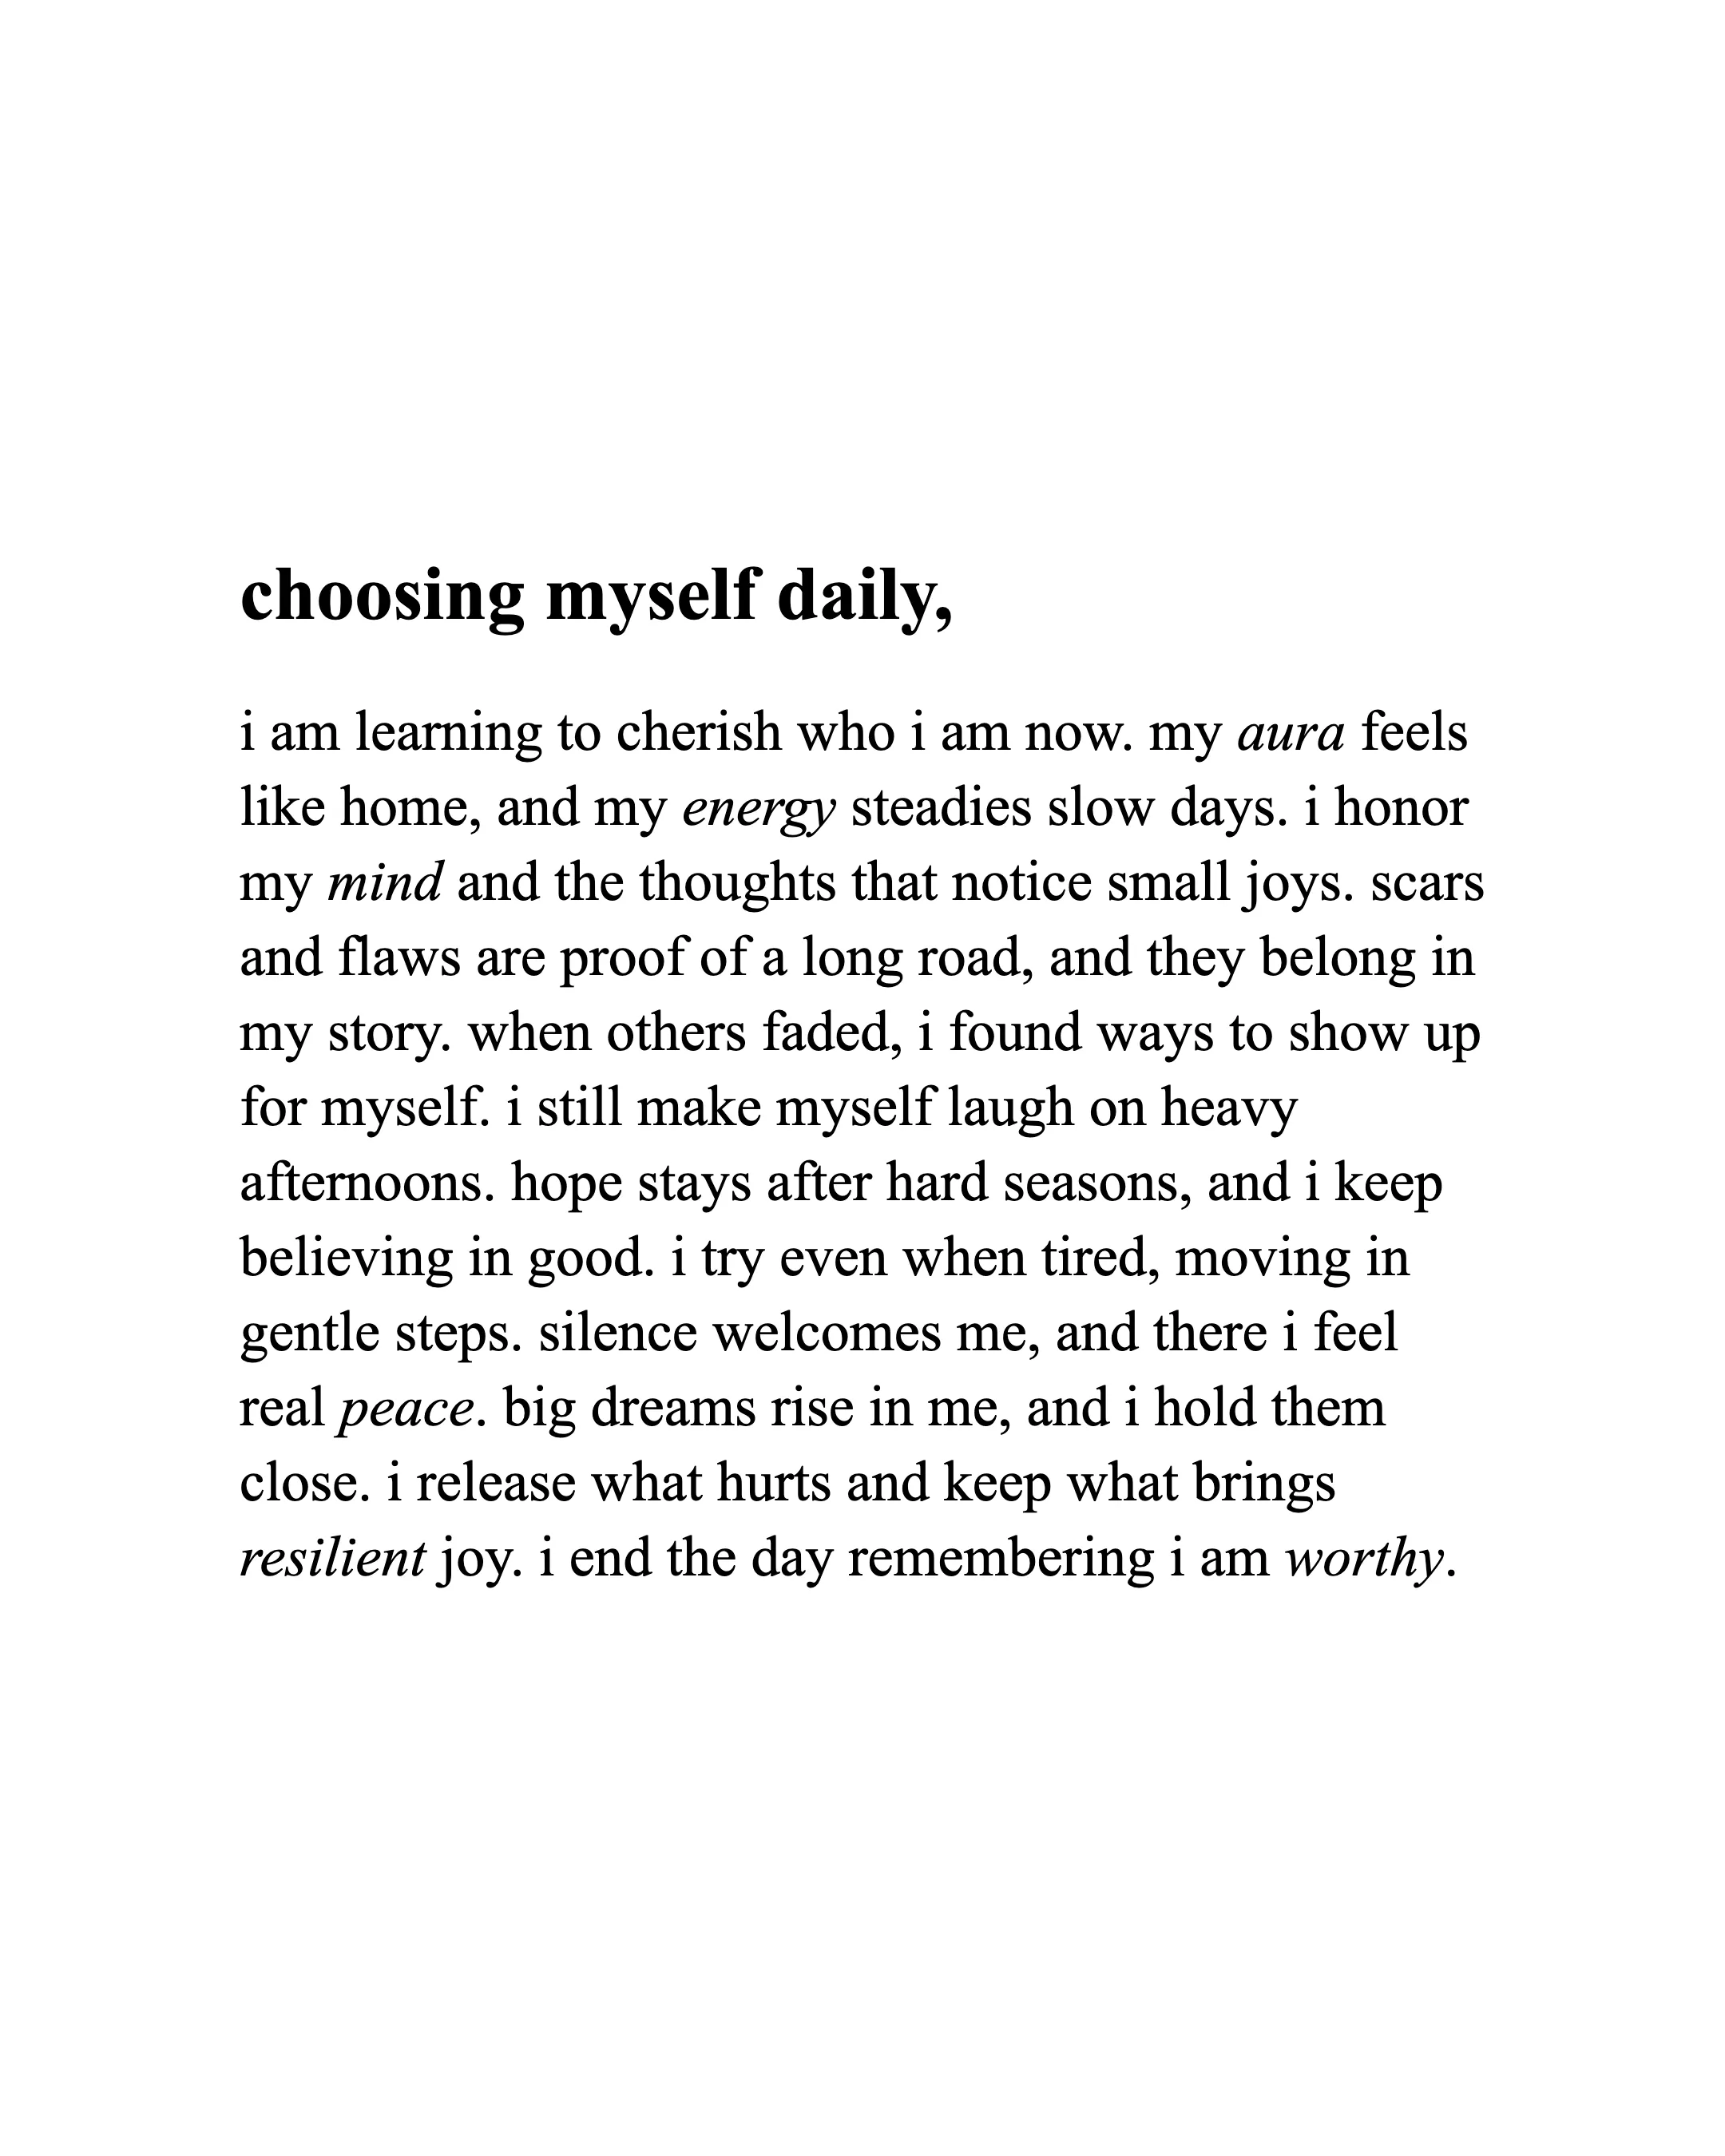 choosing myself daily,
i am learning to cherish who i am now. my aura feels
like home, and my energy steadies slow days. i honor
my mind and the thoughts that notice small joys. scars
and flaws are proof of a long road, and they belong in
my story. when others faded, i found ways to show up
for myself. i still make myself laugh on heavy
afternoons. hope stays after hard seasons, and i keep
believing in good. i try even when tired, moving in
gentle steps. silence welcomes me, and there i feel
real peace. big dreams rise in me, and i hold them
close. i release what hurts and keep what brings
resilient joy. i end the day remembering i am worthy.